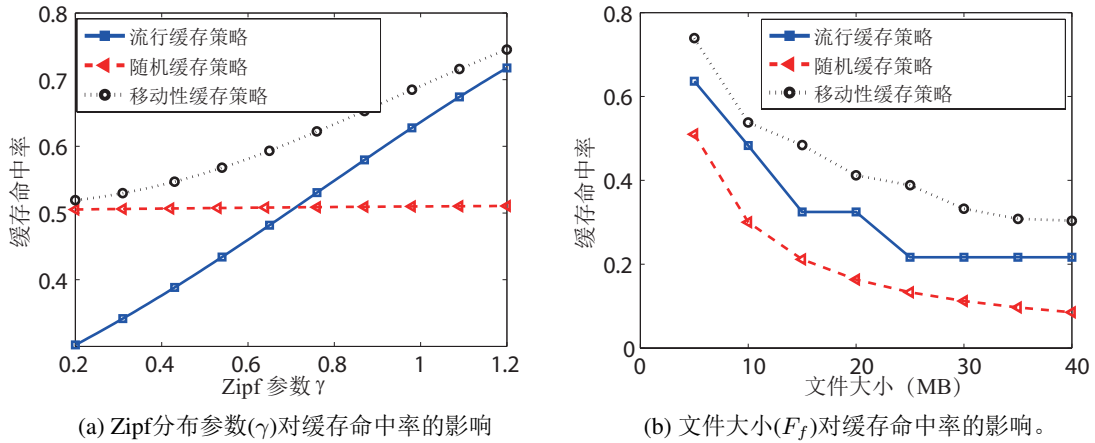 0.8
0.7
0.6
0.5
0.4
缓存命中率
流行缓存策略
随机缓存策略
移动性缓存策略
0.2 0.4 0.6 0.8 1 1.2
Zipf 参数 γ
(a) Zipf分布参数(γ)对缓存命中率的影响
0.8
0.6
0.4
0.2
0
缓存命中率
流行缓存策略
随机缓存策略
移动性缓存策略
0 10 20 30 40
文件大小（MB）
(b) 文件大小(F_f)对缓存命中率的影响。